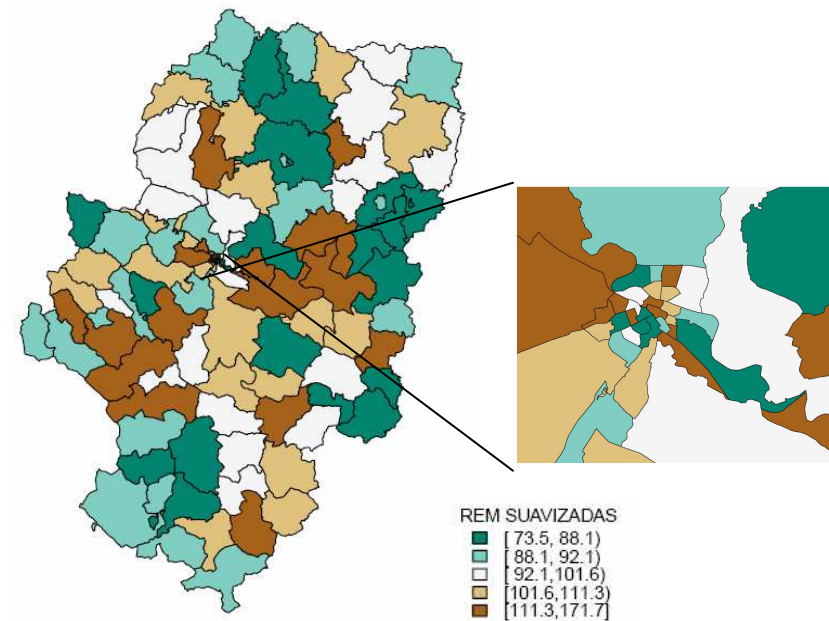 REM SUAVIZADAS
[ 73.5, 88.1)
[ 88.1, 92.1)
[ 92.1,101.6)
[101.6,111.3)
[111.3,171.7]